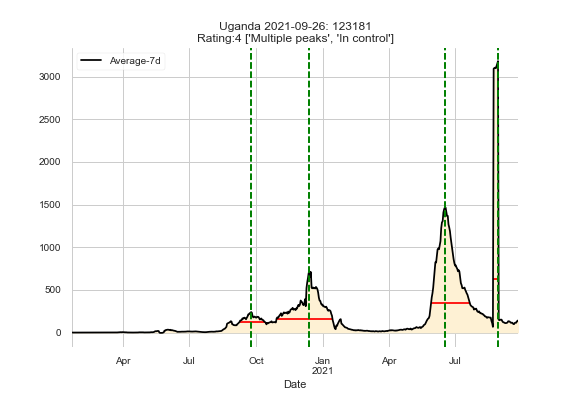 Uganda 2021-09-26: 123181
Rating:4 ['Multiple peaks', 'In control']
Average-7d
3000
2500
2000
1500
1000
500
0
Apr
Jul
Oct
Jan
2021
Apr
Jul
Date